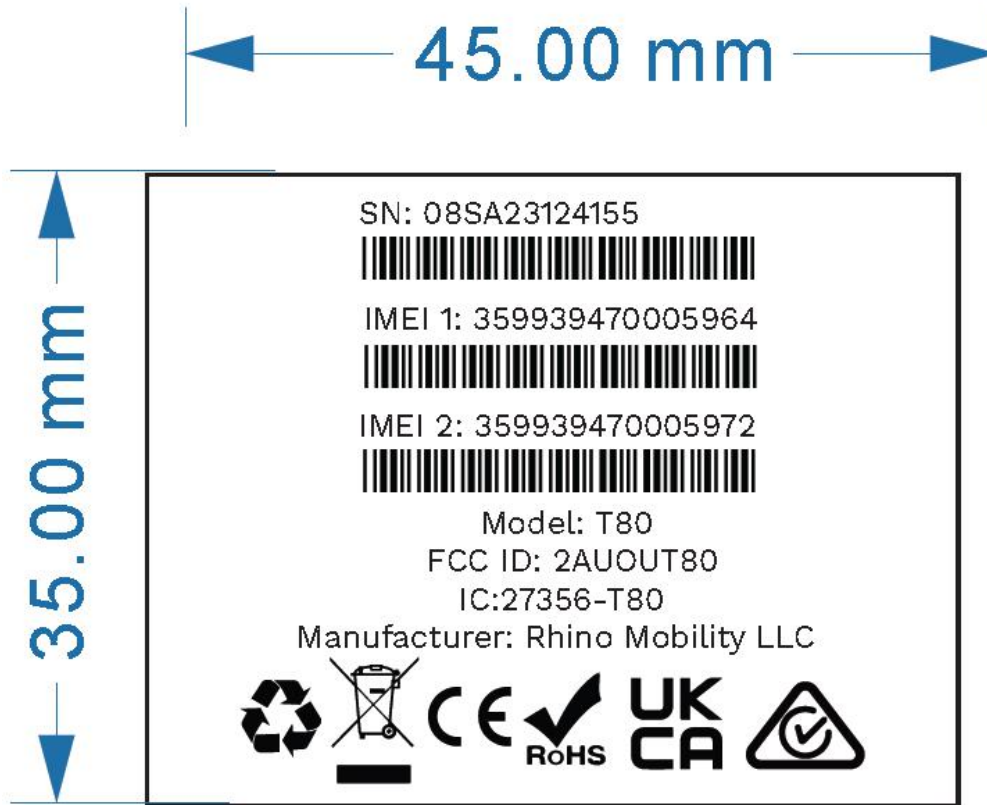 45.00 mm
35.00 mm
SN: 08SA23124155
IMEI 1: 359939470005964
IMEI 2: 359939470005972
Model: T80
FCC ID: 2AUOUT80
IC:27356-T80
Manufacturer: Rhino Mobility LLC
CE
RoHS
UK
CA